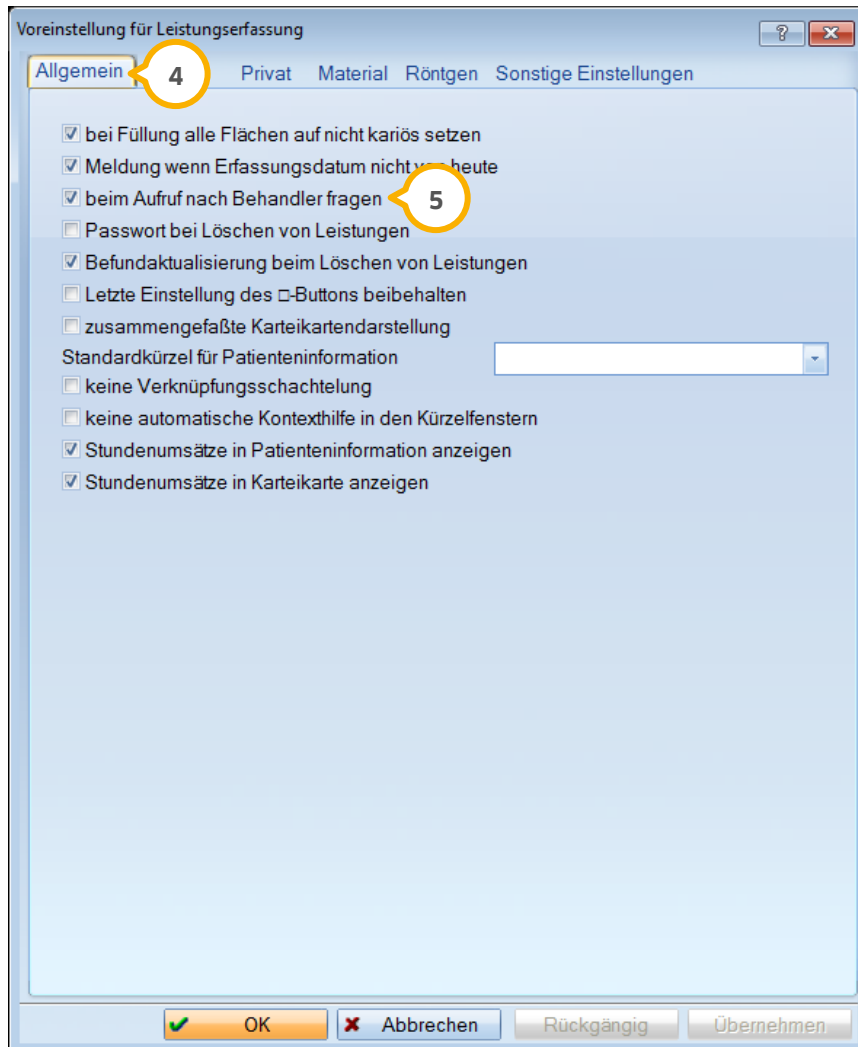 Voreinstellung für Leistungserfassung
Allgemein 4 Privat Material Röntgen Sonstige Einstellungen
bei Füllung alle Flächen auf nicht kariös setzen
Meldung wenn Erfassungsdatum nicht von heute
beim Aufruf nach Behandler fragen 5
Passwort bei Löschen von Leistungen
Befundaktualisierung beim Löschen von Leistungen
Letzte Einstellung des □-Buttons beibehalten
zusammengefaßte Karteikartendarstellung
Standardkürzel für Patienteninformation
keine Verknüpfungsschachtelung
keine automatische Kontexthilfe in den Kürzelfenstern
Stundenumsätze in Patienteninformation anzeigen
Stundenumsätze in Karteikarte anzeigen
OK Abbrechen Rückgängig Übernehmen